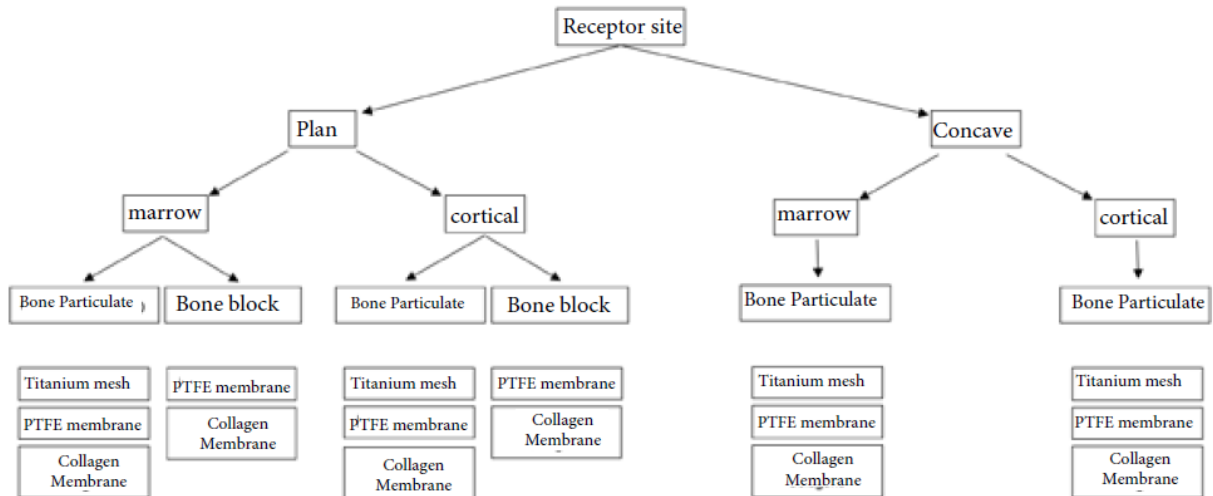 Receptor site
Plan
Concave
marrow
cortical
marrow
cortical
Bone Particulate )
Bone block
Bone Particulate
Bone block
Bone Particulate
Bone Particulate
Titanium mesh
PTFE membrane
Titanium mesh
PTFE membrane
Titanium mesh
Titanium mesh
PTFE membrane
Collagen
Membrane
PTFE membrane
Collagen
Membrane
PTFE membrane
PTFE membrane
Collagen
Membrane
Collagen
Membrane
Collagen
Membrane
Collagen
Membrane